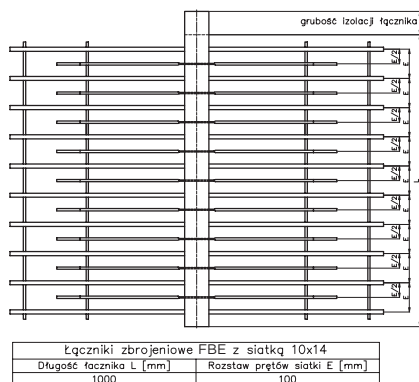 grubość izolacji łącznika
E/2
E
E/2
E
E/2
E
E/2
E
E/2
E
L
E/2
E
E/2
E
E/2
E
E/2
E
Łączniki zbrojeniowe FBE z siatką 10x14
Długość łacznika L [mm] Rozstaw prętów siatki E [mm]
1000 100